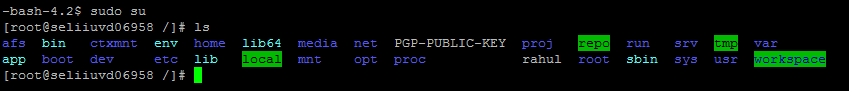 -bash-4.2$ sudo su
[root@seliiuvd06958 /]# ls
afs bin ctxmnt env home lib64 media net PGP-PUBLIC-KEY proj repo run srv tmp var
app boot dev etc lib local mnt opt proc rahul root sbin sys usr workspace
[root@seliiuvd06958 /]#